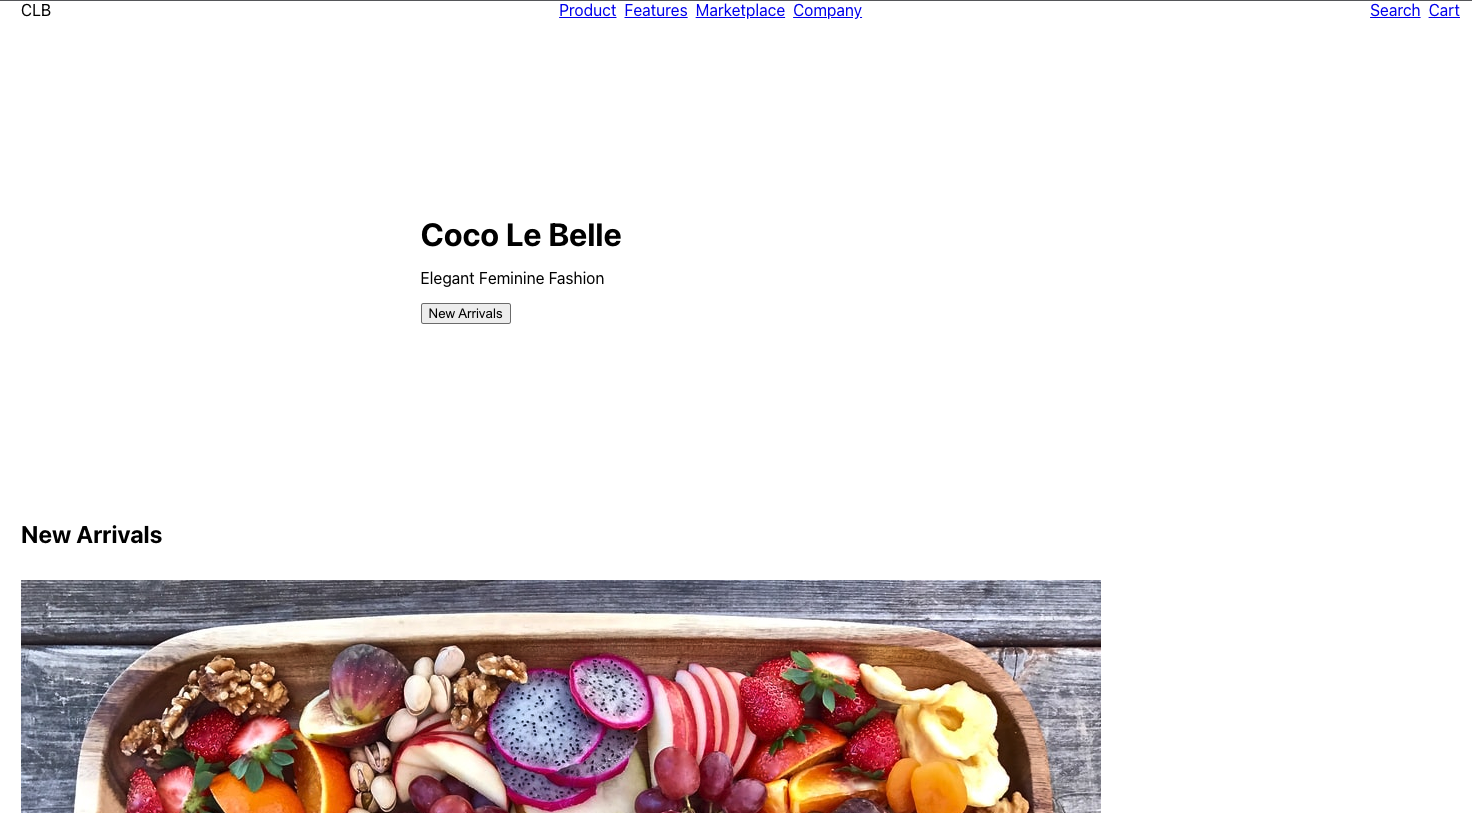 CLB Product Features Marketplace Company Search Cart
Coco Le Belle
Elegant Feminine Fashion
New Arrivals
New Arrivals